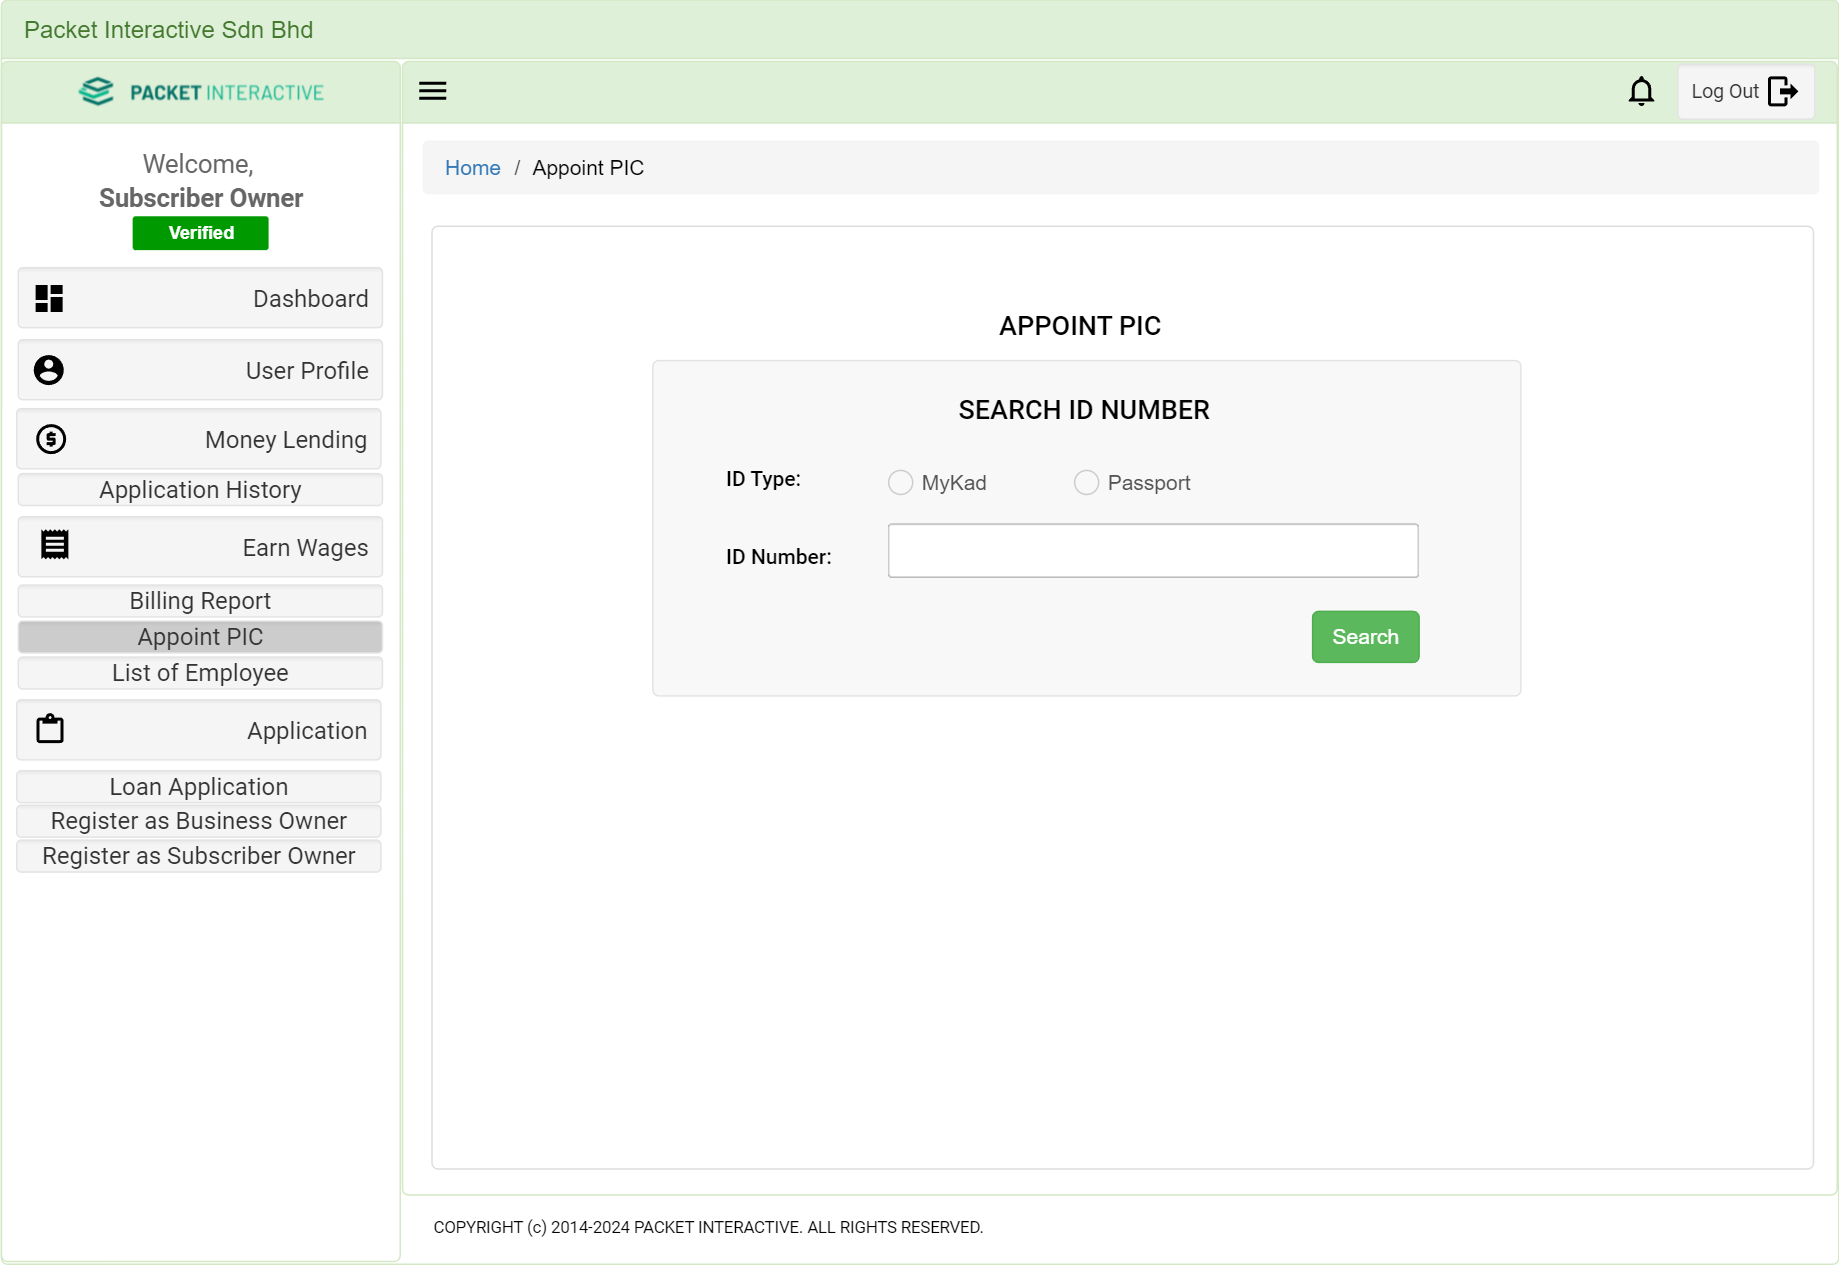 Packet Interactive Sdn Bhd
PACKET INTERACTIVE
Log Out
Welcome,
Subscriber Owner
Verified
Dashboard
User Profile
Money Lending
Application History
Earn Wages
Billing Report
Appoint PIC
List of Employee
Application
Loan Application
Register as Business Owner
Register as Subscriber Owner
Home / Appoint PIC
APPOINT PIC
SEARCH ID NUMBER
ID Type: MyKad Passport
ID Number:
Search
COPYRIGHT (c) 2014-2024 PACKET INTERACTIVE. ALL RIGHTS RESERVED.